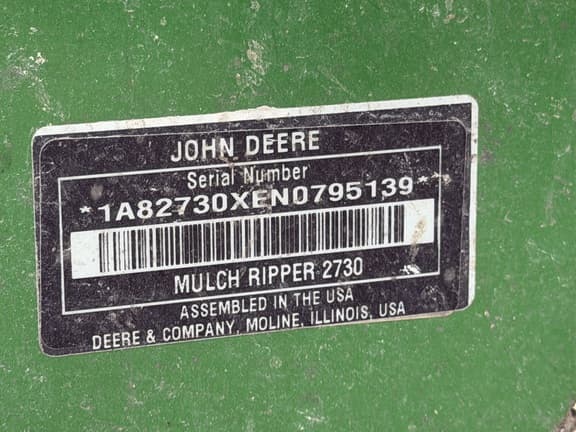 JOHN DEERE
Serial Number
*1A82730XEN0795139*
MULCH RIPPER 2730
ASSEMBLED IN THE USA
DEERE & COMPANY, MOLINE, ILLINOIS, USA